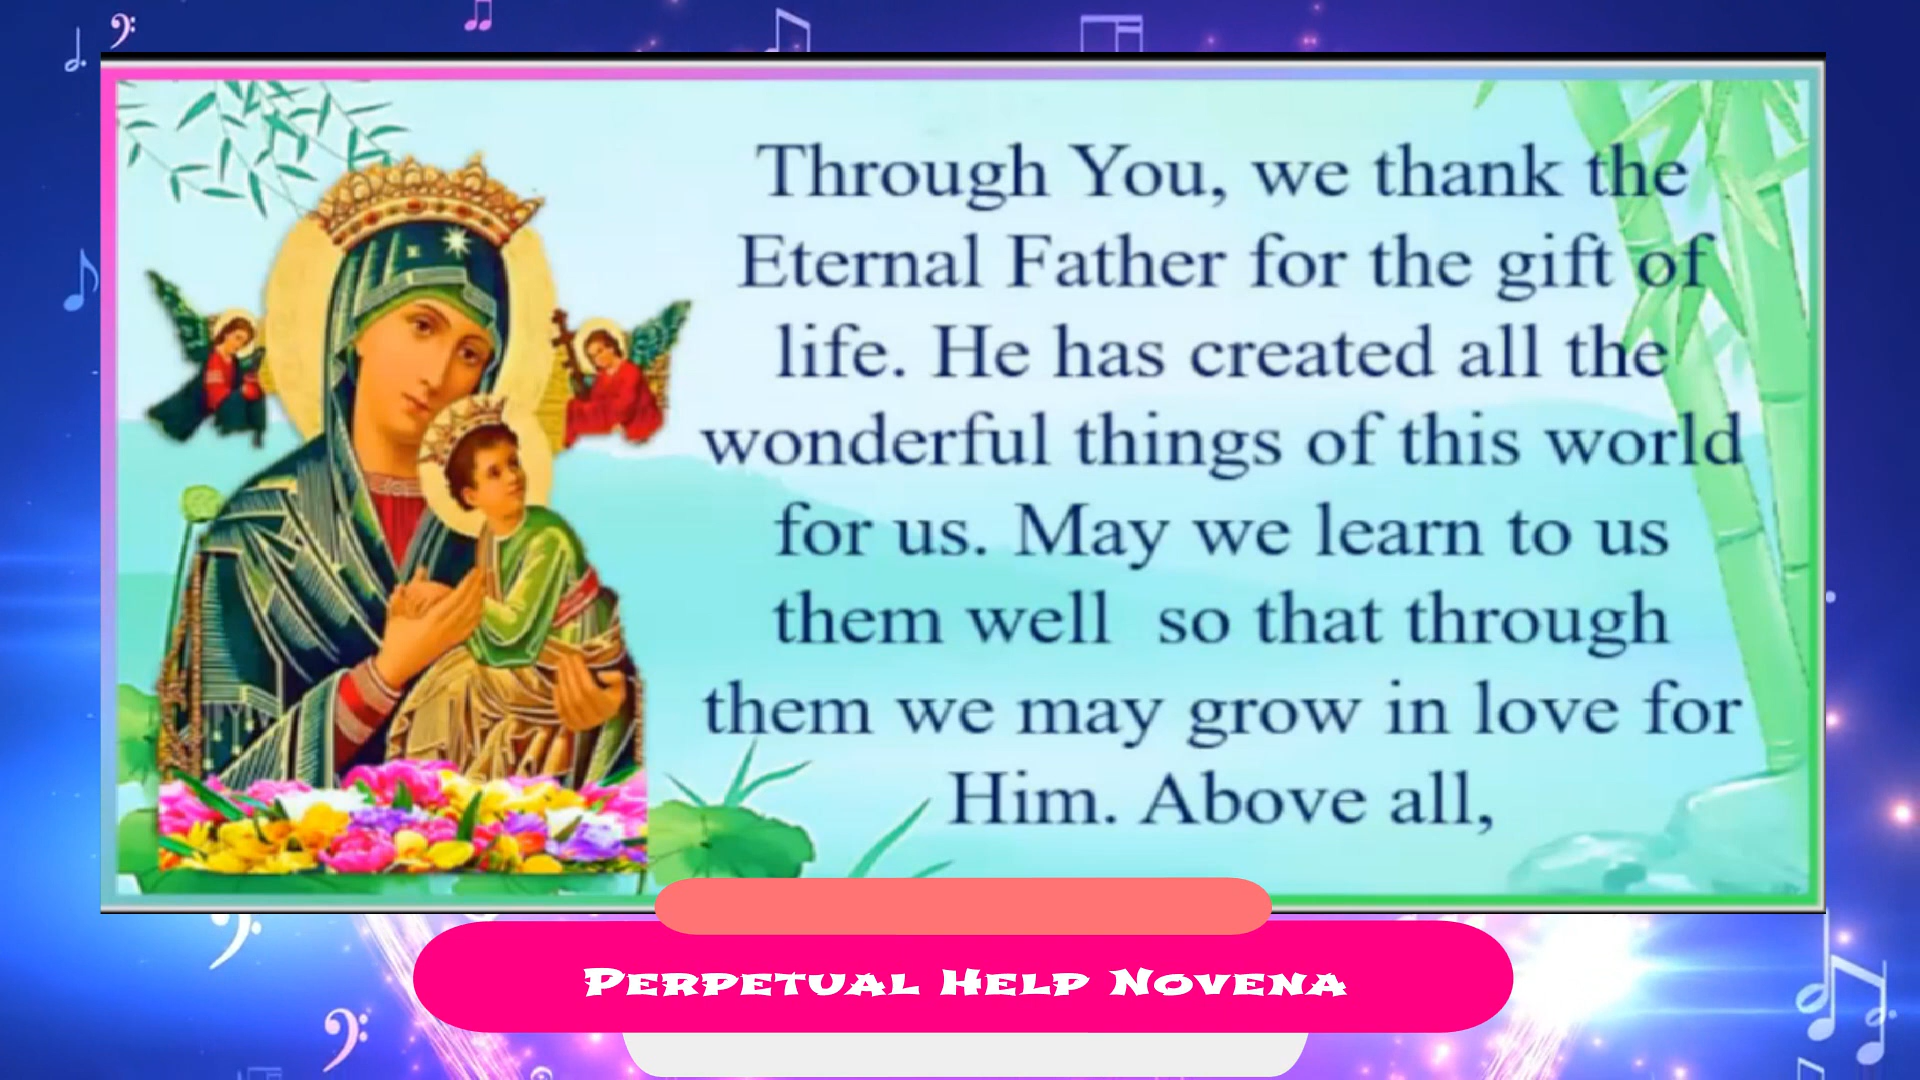 Through You, we thank the
Eternal Father for the gift of
life. He has created all the
wonderful things of this world
for us. May we learn to us
them well so that through
them we may grow in love for
Him. Above all,
Perpetual Help Novena